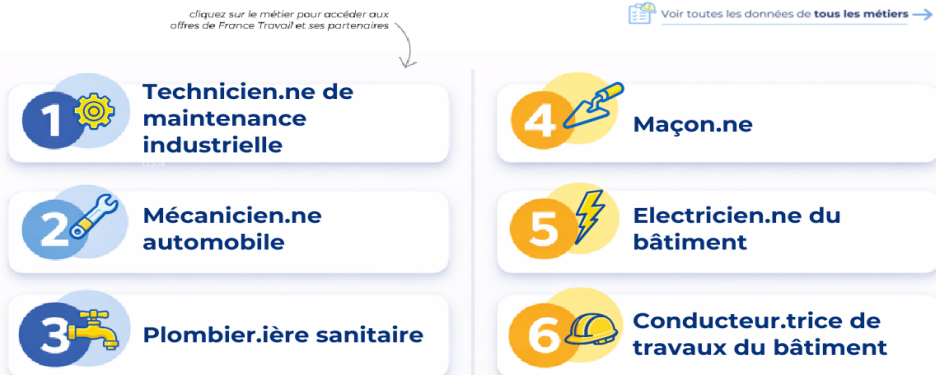 cliquez sur le métier pour accéder aux
offres de France Travail et ses partenaires
Voir toutes les données de tous les métiers
1
Technicien.ne de
maintenance
industrielle
2
Mécanicien.ne
automobile
3
Plombier.ière sanitaire
4
Maçon.ne
5
Electricien.ne du
bâtiment
6
Conducteur.trice de
travaux du bâtiment